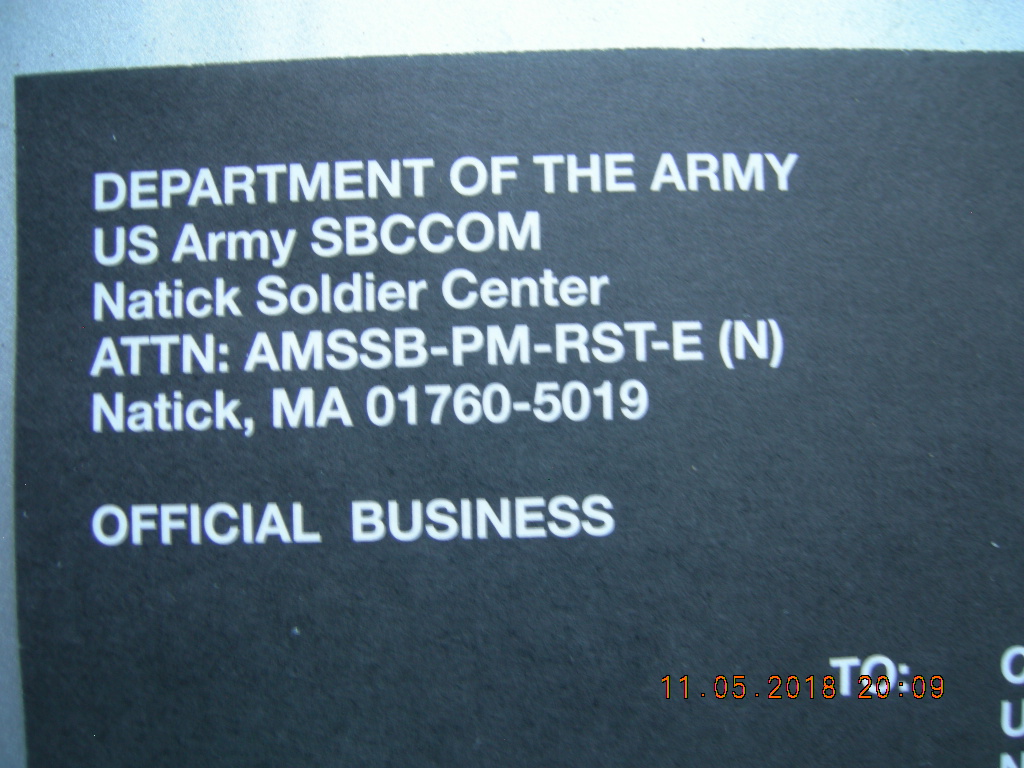 DEPARTMENT OF THE ARMY
US Army SBCCOM
Natick Soldier Center
ATTN: AMSSB-PM-RST-E (N)
Natick, MA 01760-5019
OFFICIAL BUSINESS
TO:
11.05.2018 20:09